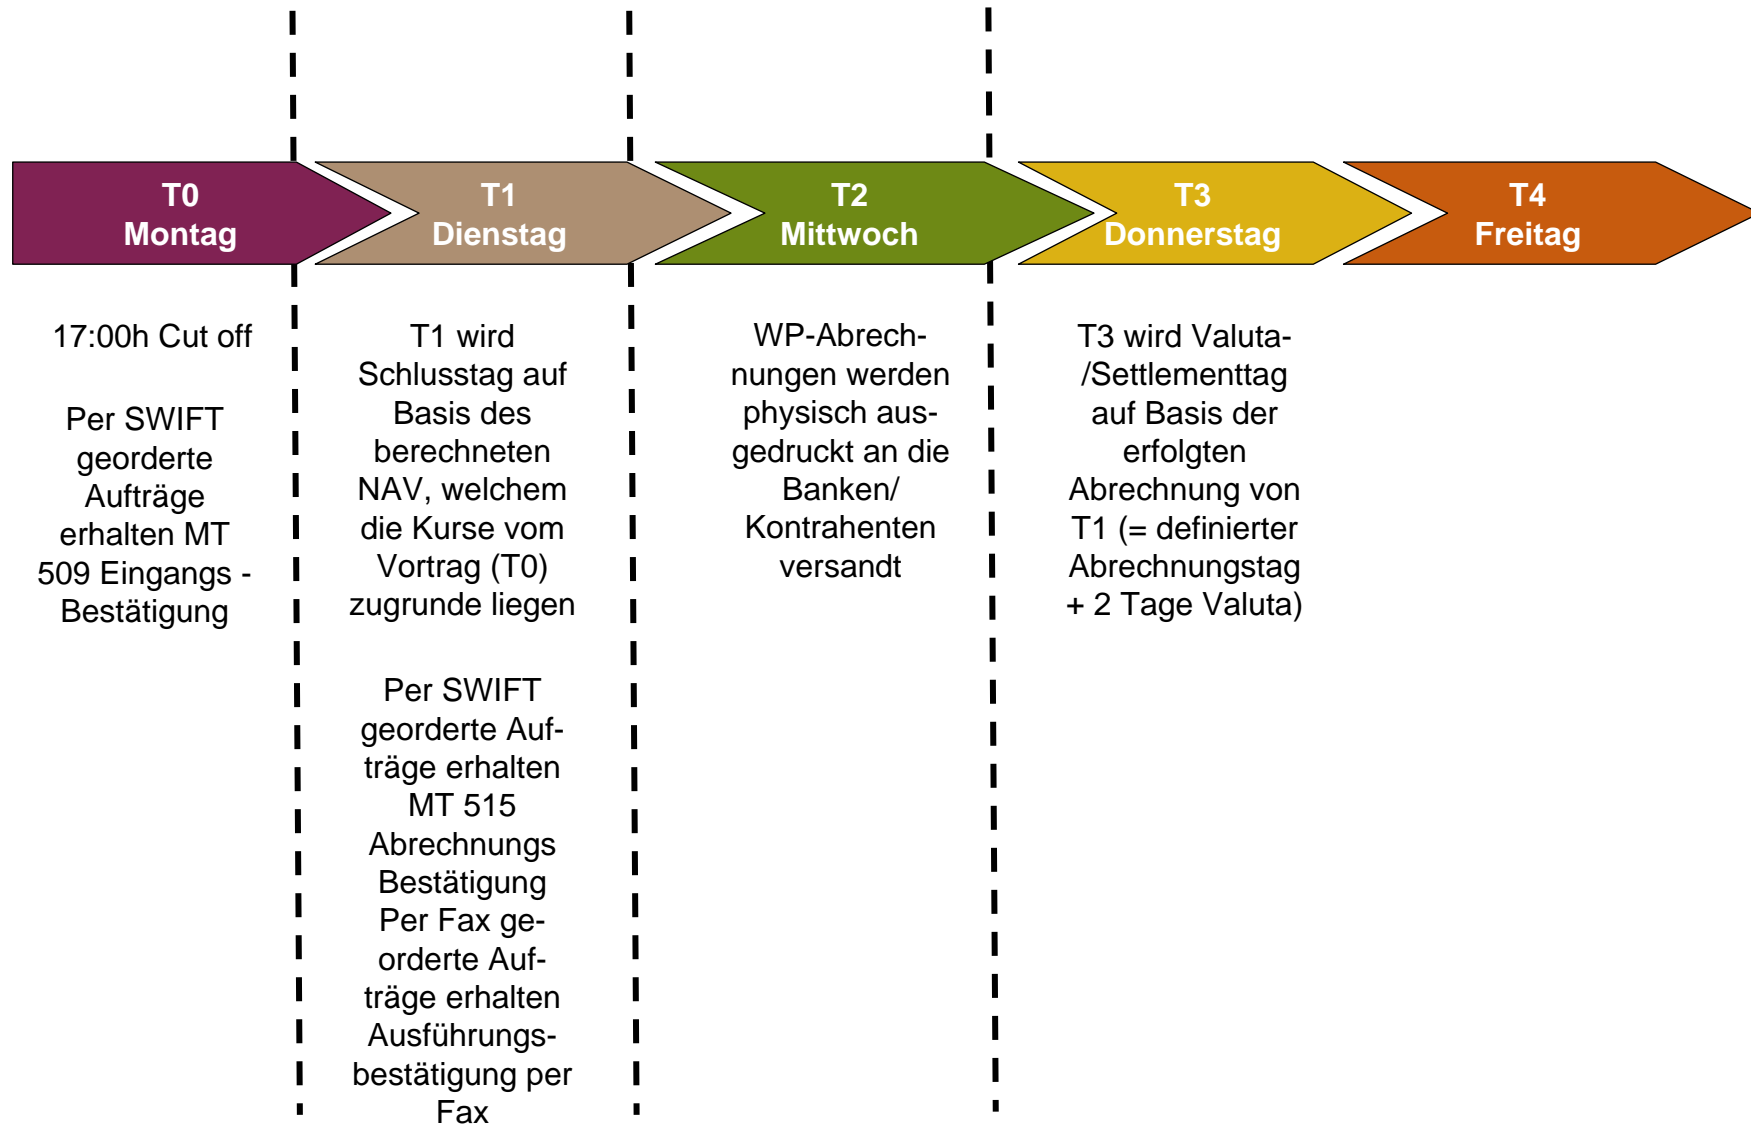 T0
Montag
T1
Dienstag
T2
Mittwoch
T3
Donnerstag
T4
Freitag
17:00h Cut off
Per SWIFT
georderte
Aufträge
erhalten MT
509 Eingangs -
Bestätigung
T1 wird
Schlusstag auf
Basis des
berechneten
NAV, welchem
die Kurse vom
Vortrag (T0)
zugrunde liegen
Per SWIFT
georderte Auf-
träge erhalten
MT 515
Abrechnungs
Bestätigung
Per Fax ge-
orderte Auf-
träge erhalten
Ausführungs-
bestätigung per
Fax
WP-Abrech-
nungen werden
physisch aus-
gedruckt an die
Banken/
Kontrahenten
versandt
T3 wird Valuta-
/Settlementtag
auf Basis der
erfolgten
Abrechnung von
T1 (= definierter
Abrechnungstag
+ 2 Tage Valuta)